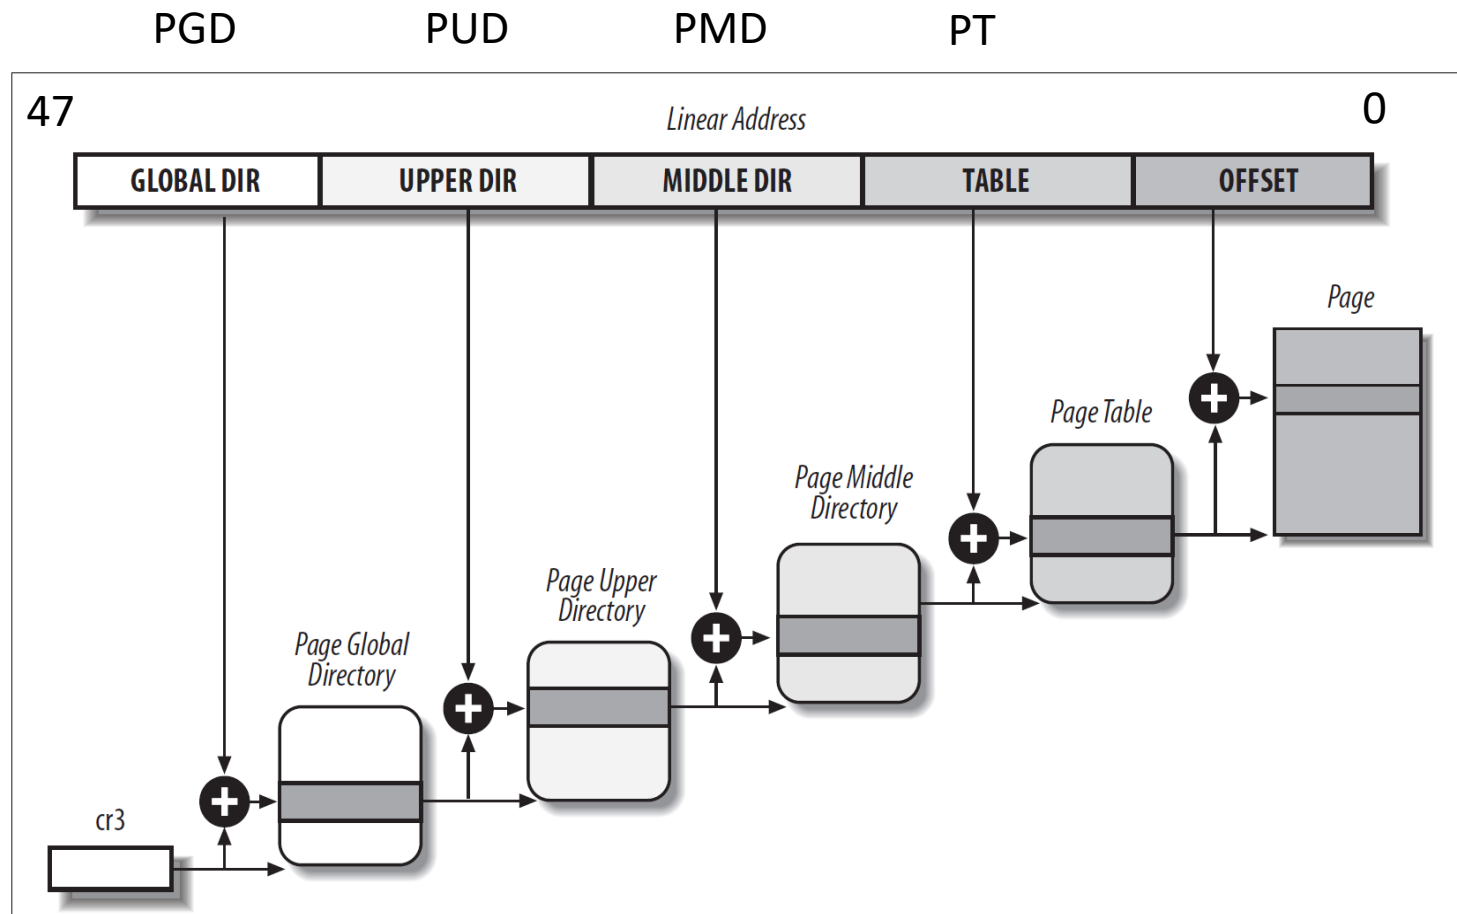 PGD PUD PMD PT
47 0
Linear Address
GLOBAL DIR UPPER DIR MIDDLE DIR TABLE OFFSET
Page
Page Table
Page Middle
Directory
Page Upper
Directory
Page Global
Directory
cr3